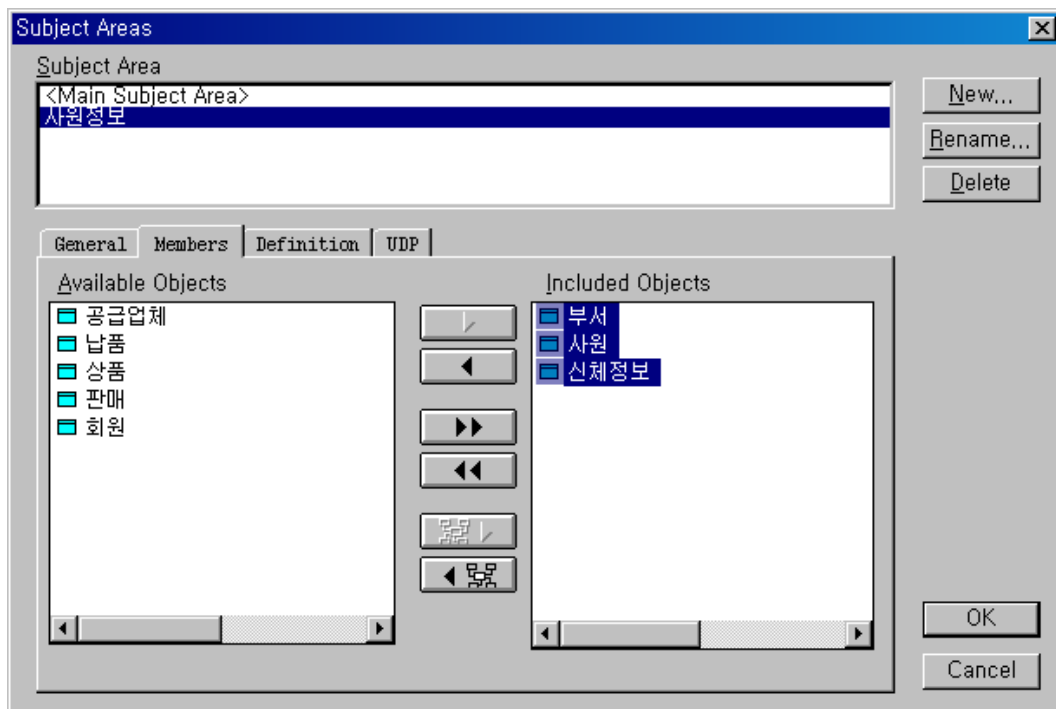 Subject Areas
Subject Area
<Main Subject Area>
사원정보
New...
Rename...
Delete
General Members Definition UDP
Available Objects
공급업체
납품
상품
판매
회원
Included Objects
부서
사원
신체정보
OK
Cancel